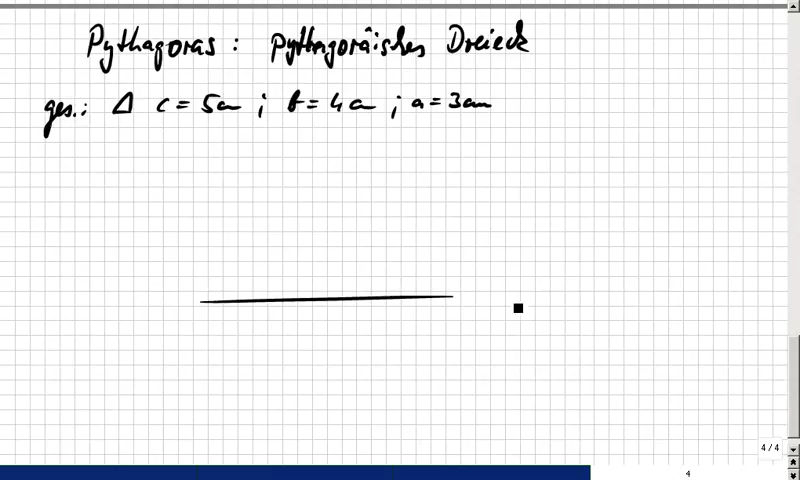 Pythagoras : pythagoräisches Dreieck
ges.: Δ c = 5cm ; b = 4cm ; a = 3cm
4 / 4
4